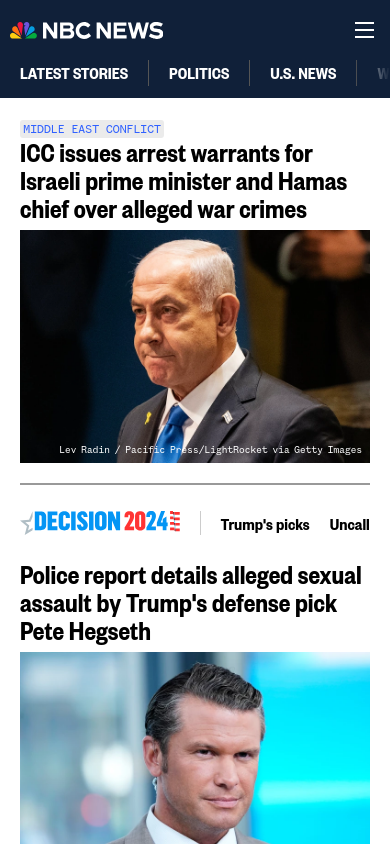 NBC NEWS
LATEST STORIES
POLITICS
U.S. NEWS
MIDDLE EAST CONFLICT
ICC issues arrest warrants for
Israeli prime minister and Hamas
chief over alleged war crimes
Lev Radin / Pacific Press/LightRocket via Getty Images
DECISION 2024
Trump's picks
Uncall
Police report details alleged sexual
assault by Trump's defense pick
Pete Hegseth